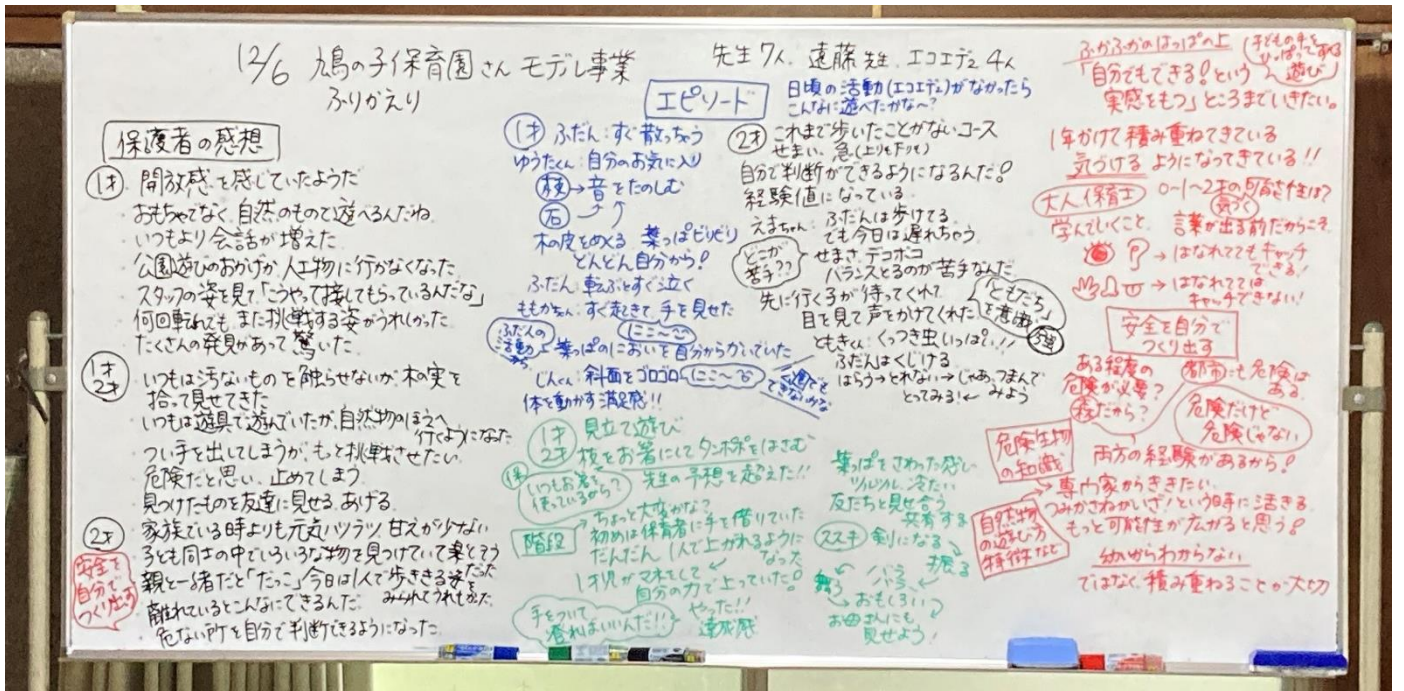 12/6 鳩の子保育園さん モデル事業
ふりかえり
先生7人、遠藤先生、エコエデュ4人
保護者の感想
1才
・開放感を感じていたようだ
・おもちゃでなく、自然のもので遊べるんだね
・いつもより会話が増えた
・公園遊びのおかげか人工物に行かなくなった
・スタッフの姿を見て「こうやって接してもらっているんだな」
・何回転んでも、また挑戦する姿がうれしかった
・たくさんの発見があって驚いた
1才
2才
・いつもは汚ないものを触らせないが、木の実を
拾って見せてきた
・いつもは遊具で遊んでいたが、自然物のほうへ
行くようになった
・つい手を出してしまうが、もっと挑戦させたい
・危険だと思い、止めてしまう
・見つけたものを友達に見せる、あげる
2才
・家族でいる時よりも元気ハツラツ、甘えが少ない
・子ども同士の中でいろいろな物を見つけていて楽しそう
だった
・親と一緒だと「だっこ」今日は1人で歩ききる姿が
みられてうれしかった
・離れているとこんなにできるんだ
・危ない所を自分で判断できるようになった
安全を
自分で
つくり出す
エピソード
日頃の活動(エコエデュ)がなかったら
こんなに遊べたかな〜?
1才 ふだん:すぐ散っちゃう
ゆうたくん:自分のお気に入り
枝→音をたのしむ
石
木の皮をめくる 葉っぱビリビリ
どんどん自分から!
ふだん、転ぶとすぐ泣く
ももかちゃん:すぐ起きて、手を見せた
にこ〜
ふだんの
活動から
葉っぱのにおいを自分からかいでいた
じんくん:斜面をゴロゴロ にこ〜
体を動かす満足感!!
2才 これまで歩いたことがないコース
せまい、急(上りも下りも)
自分で判断ができるようになるんだ!
経験値になっている
えまちゃん: ふだんは歩けてる
でも今日は遅れちゃう
どこが
苦手??
せまさ、デコボコ
バランスとるのが苦手なんだ
先に行く子が待ってくれて
目を見て声をかけてくれた
「ともだち」
を意識
ともきくん:くっつき虫いっぱい!!
ふだんはくじける
はらう→とれない→じゃあ、つまんで
とってみる!← みよう
1才
2才
見立て遊び
枝をお箸にしてタンポポをはさむ
いつもお箸を
使っているから?
先生の予想を超えた!!
階段
ちょっと大変かな?
初めは保育者に手を借りていた
だんだん1人で上がれるように
なった
1才児がマネをして
自分の力で上っていた!
手をついて
登ればいいんだ!!
やった!!
達成感
葉っぱをさわった感じ
ツルツル、冷たい
友だちと見せ合う
共有する
ススキ 剣になる
振る
バラ
バラ
舞う
おもしろい
お母さんにも
見せよう!
ふかふかのはっぱの上
子どもの手を
ひっぱってすべる
遊び
「自分でもできる!という
実感をもつ」ところまでいきたい。
1年かけて積み重ねてきている
気づけるようになってきている!!
大人保育士
学んでいくこと
0〜1〜2才の可能性は?
気づく
言葉が出る前だからこそ
→はなれててもキャッチ
できる!
→はなれてては
キャッチできない!
安全を自分で
つくり出す
ある程度の
危険が必要?
森だから?
都市にも危険は
ある
危険だけど
危険じゃない
両方の経験があるから!
危険生物
の知識
自然物
の遊び方
特徴など
専門家からききたい
つみかさねがいざ!という時に活きる
もっと可能性が広がると思う!
幼いからわからない
ではなく、積み重ねることが大切